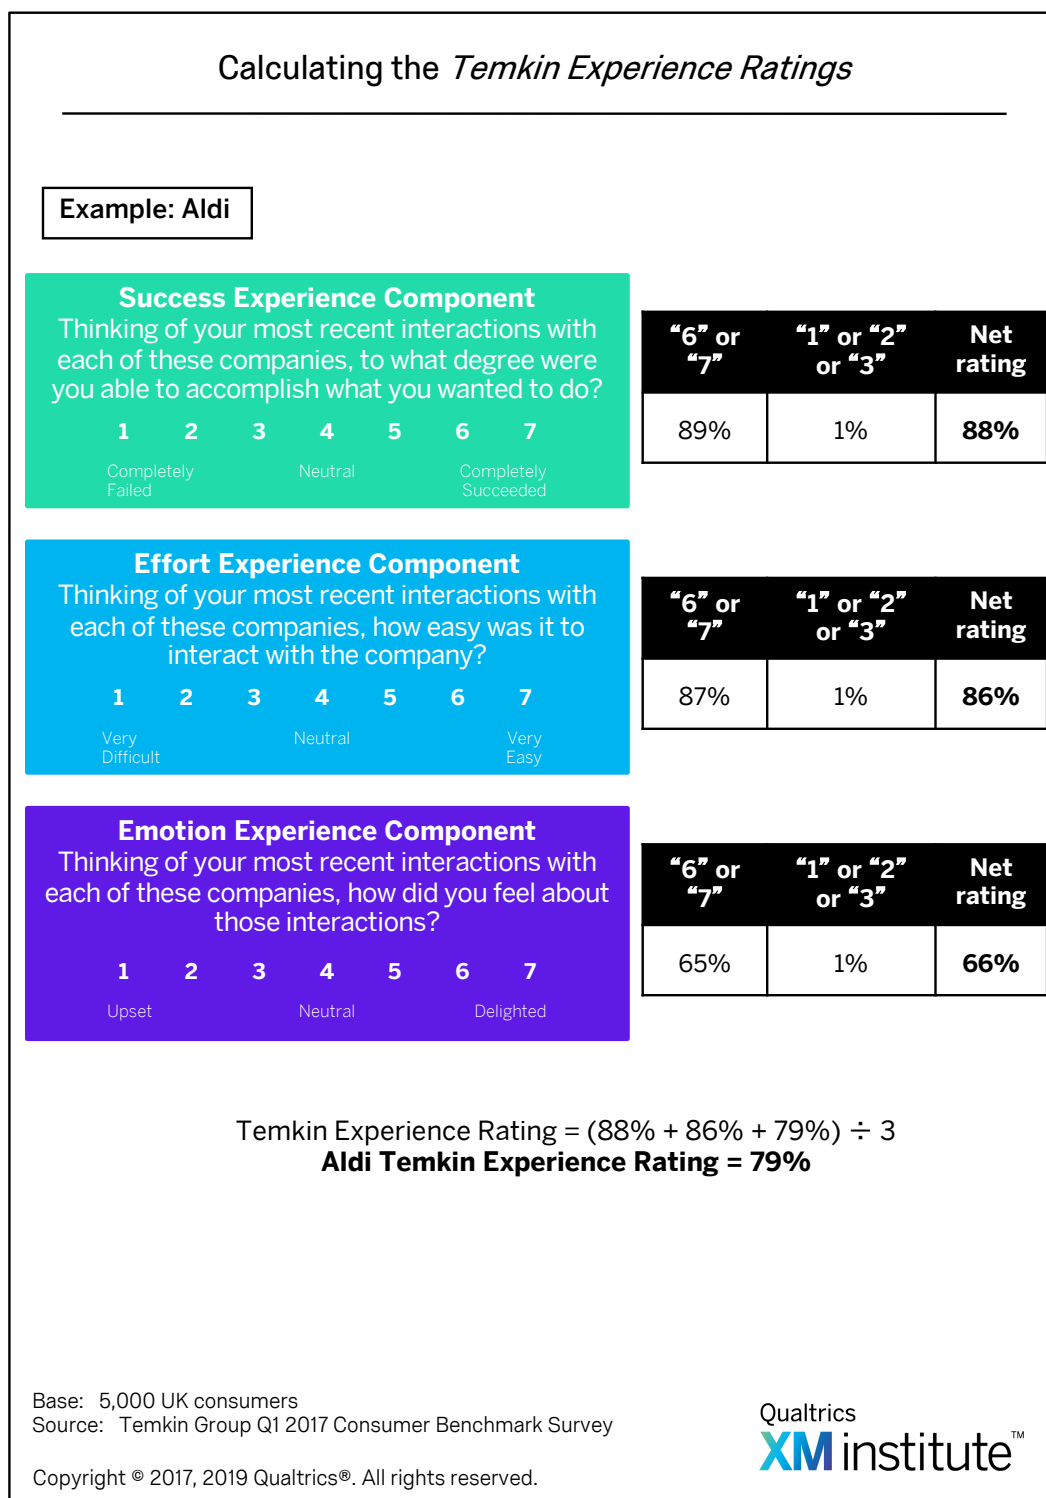 Calculating the Temkin Experience Ratings
Example: Aldi
Success Experience Component
Thinking of your most recent interactions with
each of these companies, to what degree were
you able to accomplish what you wanted to do?
1 2 3 4 5 6 7
Completely Neutral Completely
Failed Succeeded
“6” or “1” or “2” Net
“7” or “3” rating
89% 1% 88%
Effort Experience Component
Thinking of your most recent interactions with
each of these companies, how easy was it to
interact with the company?
1 2 3 4 5 6 7
Very Neutral Very
Difficult Easy
“6” or “1” or “2” Net
“7” or “3” rating
87% 1% 86%
Emotion Experience Component
Thinking of your most recent interactions with
each of these companies, how did you feel about
those interactions?
1 2 3 4 5 6 7
Upset Neutral Delighted
“6” or “1” or “2” Net
“7” or “3” rating
65% 1% 66%
Temkin Experience Rating = (88% + 86% + 79%) ÷ 3
Aldi Temkin Experience Rating = 79%
Base: 5,000 UK consumers
Source: Temkin Group Q1 2017 Consumer Benchmark Survey
Copyright © 2017, 2019 Qualtrics®. All rights reserved.
Qualtrics
XM institute™